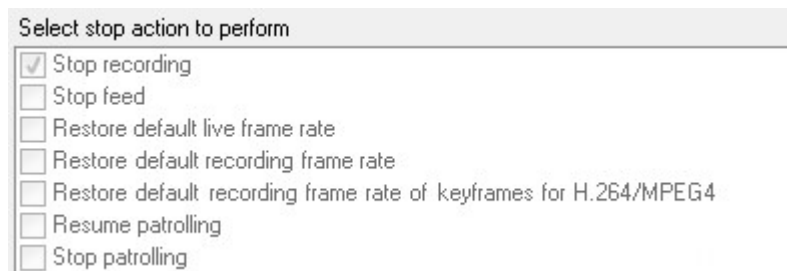 Select stop action to perform
Stop recording
Stop feed
Restore default live frame rate
Restore default recording frame rate
Restore default recording frame rate of keyframes for H.264/MPEG4
Resume patrolling
Stop patrolling